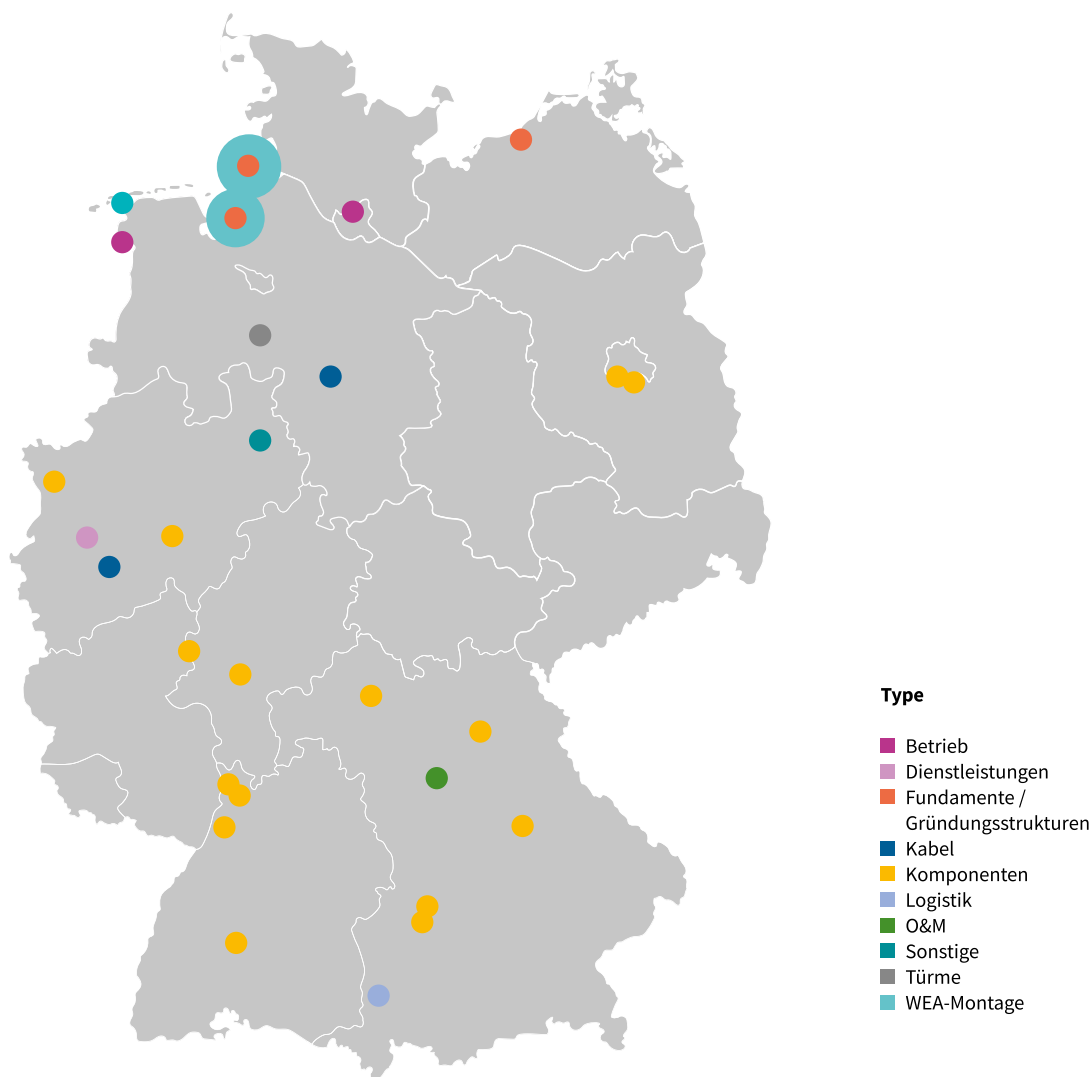 Type
Betrieb
Dienstleistungen
Fundamente /
Gründungsstrukturen
Kabel
Komponenten
Logistik
O&M
Sonstige
Türme
WEA-Montage